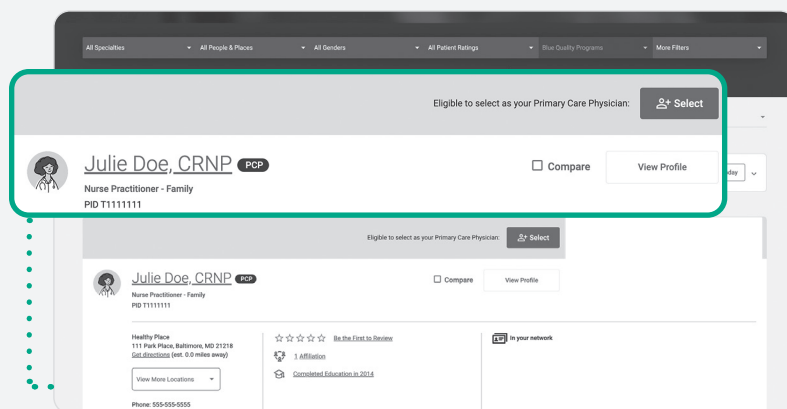 All Specialties All People & Places All Genders All Patient Ratings Blue Quality Programs More Filters
Eligible to select as your Primary Care Physician: Select
Julie Doe, CRNP PCP
Compare View Profile
Nurse Practitioner - Family
PID T1111111
Eligible to select as your Primary Care Physician: Select
Julie Doe, CRNP PCP
Compare View Profile
Nurse Practitioner - Family
PID T1111111
Healthy Place
111 Park Place, Baltimore, MD 21218
Get directions (est. 0.0 miles away)
View More Locations
Phone: 555-555-5555
Be the First to Review
1 Affiliation
Completed Education in 2014
In your network